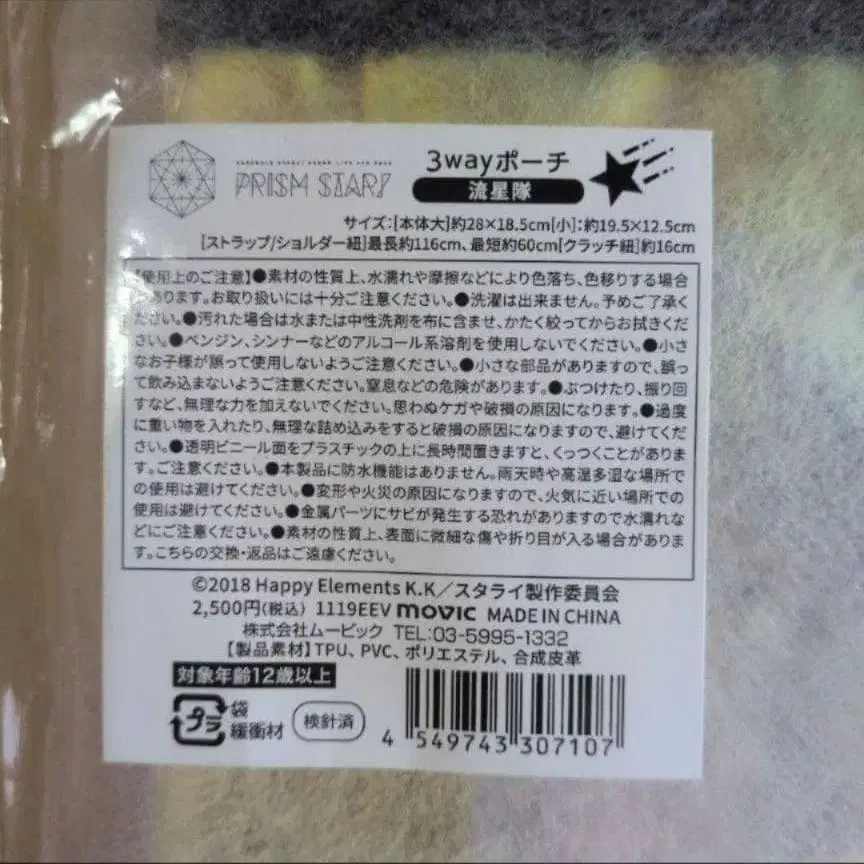 PRISM STAR!
3wayポーチ
流星隊
サイズ:[本体大]約28×18.5cm[小]:約19.5×12.5cm
[ストラップ/ショルダー紐]最長約116cm、最短約60cm[クラッチ紐]約16cm
【使用上のご注意】●素材の性質上、水濡れや摩擦などにより色落ち、色移りする場合
があります。お取り扱いには十分ご注意ください。●洗濯は出来ません。予めご了承く
ださい。●汚れた場合は水または中性洗剤を布に含ませ、かたく絞ってからお拭きくだ
さい。●ベンジン、シンナーなどのアルコール系溶剤を使用しないでください。●小さ
なお子様が誤って使用しないようご注意ください。●小さな部品がありますので、誤っ
て飲み込まないようご注意ください。窒息などの危険があります。●ぶつけたり、振り回
すなど、無理な力を加えないでください。思わぬケガや破損の原因になります。●過度
に重い物を入れたり、無理な詰め込みをすると破損の原因になりますので、避けてくだ
さい。●透明ビニール面をプラスチックの上に長時間置きますと、くっつくことがありま
す。ご注意ください。●本製品に防水機能はありません。雨天時や高温多湿な場所で
の使用は避けてください。●変形や火災の原因になりますので、火気に近い場所での
使用は避けてください。●金属パーツにサビが発生する恐れがありますので水濡れな
どにご注意ください。●素材の性質上、表面に微細な傷や折り目が入る場合がありま
す。こちらの交換・返品はご遠慮ください。
©2018 Happy Elements K.K/スタライ製作委員会
2,500円(税込) 1119EEV movic MADE IN CHINA
株式会社ムービック TEL:03-5995-1332
【製品素材】TPU、PVC、ポリエステル、合成皮革
対象年齢12歳以上
プラ 袋 緩衝材
検針済
4 549743 307107